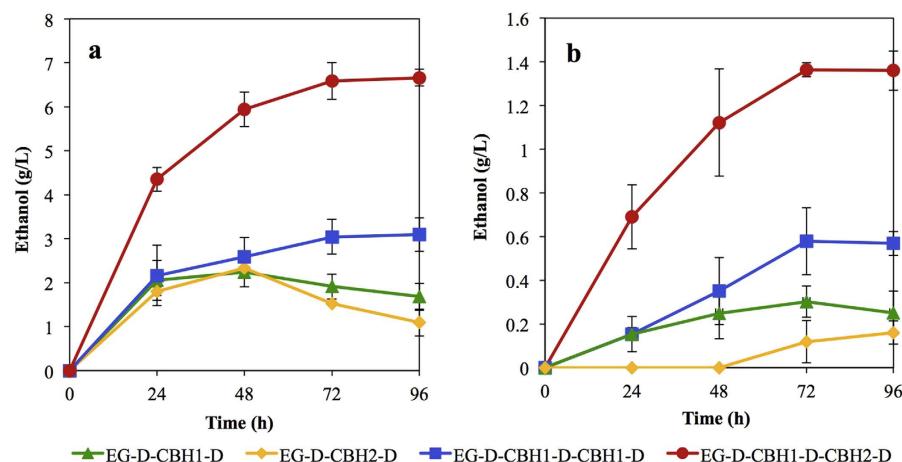 a
8
7
6
5
4
3
2
1
0
Ethanol (g/L)
0 24 48 72 96
Time (h)
b
1.6
1.4
1.2
1
0.8
0.6
0.4
0.2
0
Ethanol (g/L)
0 24 48 72 96
Time (h)
EG-D-CBH1-D EG-D-CBH2-D EG-D-CBH1-D-CBH1-D EG-D-CBH1-D-CBH2-D